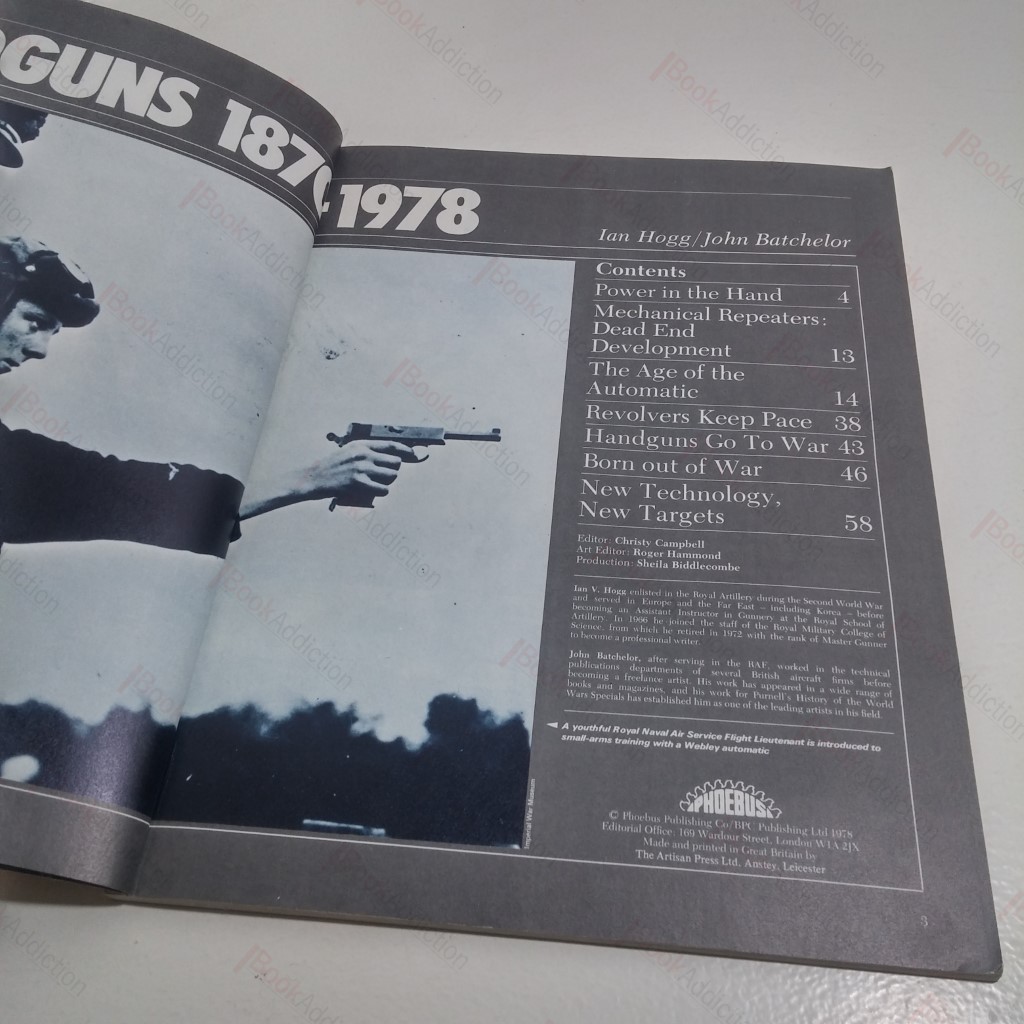 GUNS 187
-1978
Ian Hogg/John Batchelor
Contents
Power in the Hand 4
Mechanical Repeaters:
Dead End
Development 13
The Age of the
Automatic 14
Revolvers Keep Pace 38
Handguns Go To War 43
Born out of War 46
New Technology,
New Targets 58
Editor: Christy Campbell
Art Editor: Roger Hammond
Production: Sheila Biddlecombe
Ian V. Hogg enlisted in the Royal Artillery during the Second World War
and served in Europe and the Far East – including Korea – before
becoming an Assistant Instructor in Gunnery at the Royal School of
Artillery. In 1966 he joined the staff of the Royal Military College of
Science, from which he retired in 1972 with the rank of Master Gunner
to become a professional writer.
John Batchelor, after serving in the RAF, worked in the technical
publications departments of several British aircraft firms before
becoming a freelance artist. His work has appeared in a wide range of
books and magazines, and his work for Purnell's History of the World
Wars Specials has established him as one of the leading artists in his field.
A youthful Royal Naval Air Service Flight Lieutenant is introduced to
small-arms training with a Webley automatic
Imperial War Museum
PHOEBUS
© Phoebus Publishing Co/BPC Publishing Ltd 1978
Editorial Office: 169 Wardour Street, London W1A 2JX
Made and printed in Great Britain by
The Artisan Press Ltd, Anstey, Leicester
3
BookAddiction